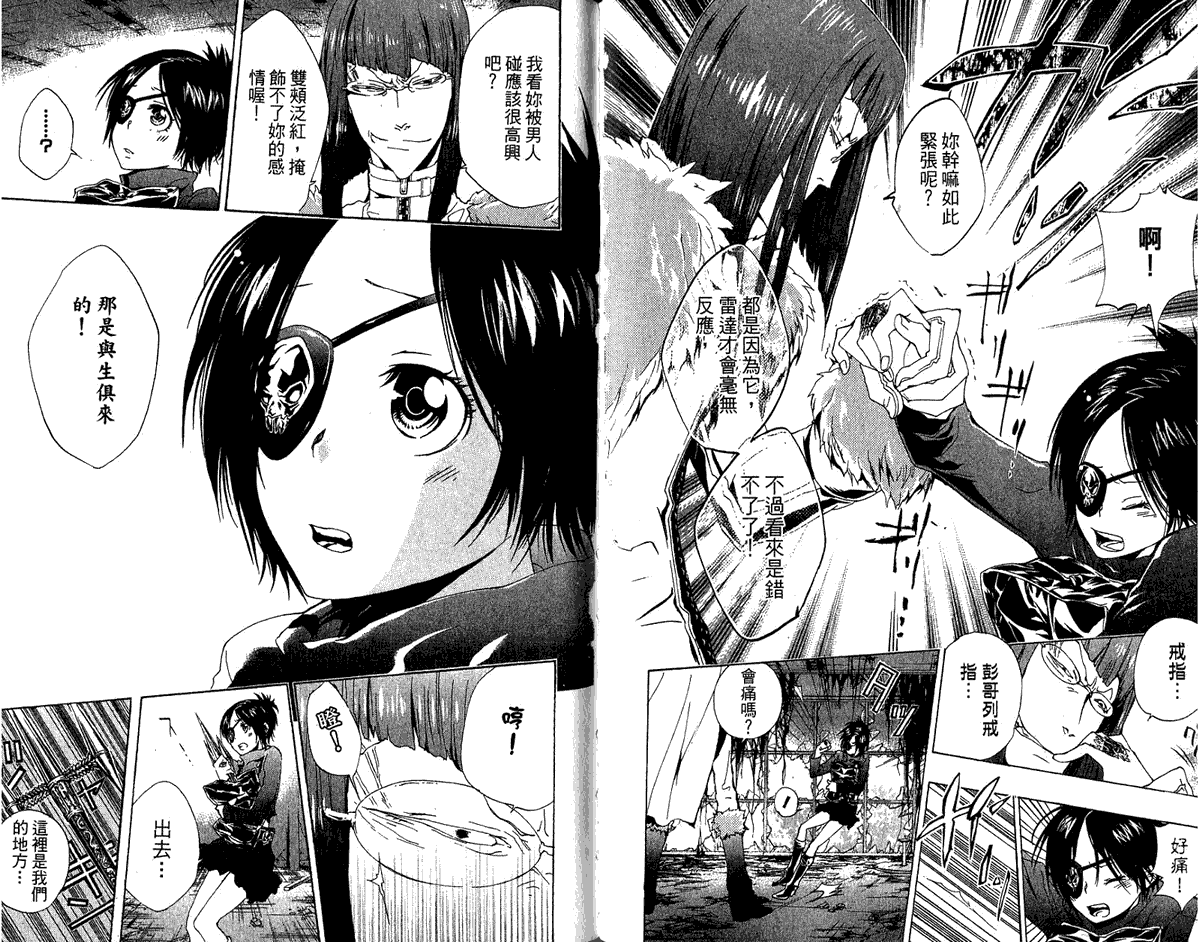 啊！
妳幹嘛如此
緊張呢？
都是因為它，
雷達才會毫無
反應，
不過看來是錯
不了了！
戒指…
彭哥列戒
指…
好痛！
會痛嗎？
！
我看妳被男人
碰應該很高興
吧？
雙頰泛紅，掩
飾不了妳的感
情喔！
……？
那是與生俱來
的！
哼！
瞪！
出去…
這裡是我們
的地方…